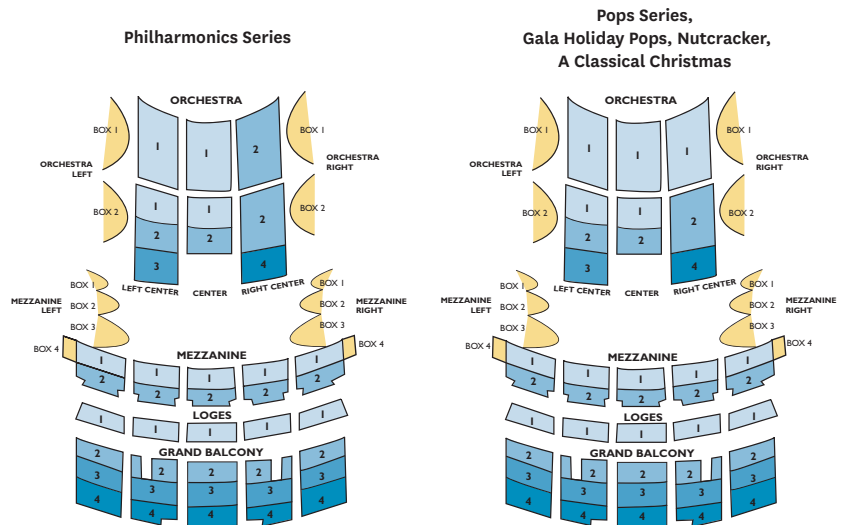 Philharmonics Series
ORCHESTRA
BOX 1
BOX 1
1
1
2
ORCHESTRA
LEFT
ORCHESTRA
RIGHT
BOX 2
BOX 2
1
1
2
2
2
3
4
LEFT CENTER
CENTER
RIGHT CENTER
BOX 1
BOX 1
MEZZANINE
LEFT
BOX 2
BOX 2
MEZZANINE
RIGHT
BOX 3
BOX 3
BOX 4
BOX 4
MEZZANINE
1
1
1
1
1
2
2
2
2
2
LOGES
1
1
1
1
1
GRAND BALCONY
2
2
2
2
2
3
3
3
3
3
4
4
4
4
4
Pops Series,
Gala Holiday Pops, Nutcracker,
A Classical Christmas
ORCHESTRA
BOX 1
BOX 1
1
1
1
ORCHESTRA
LEFT
ORCHESTRA
RIGHT
BOX 2
BOX 2
1
1
2
2
2
3
4
LEFT CENTER
CENTER
RIGHT CENTER
BOX 1
BOX 1
MEZZANINE
LEFT
BOX 2
BOX 2
MEZZANINE
RIGHT
BOX 3
BOX 3
BOX 4
BOX 4
MEZZANINE
1
1
1
1
1
2
2
2
2
2
LOGES
1
1
1
1
1
GRAND BALCONY
2
2
2
2
2
3
3
3
3
3
4
4
4
4
4